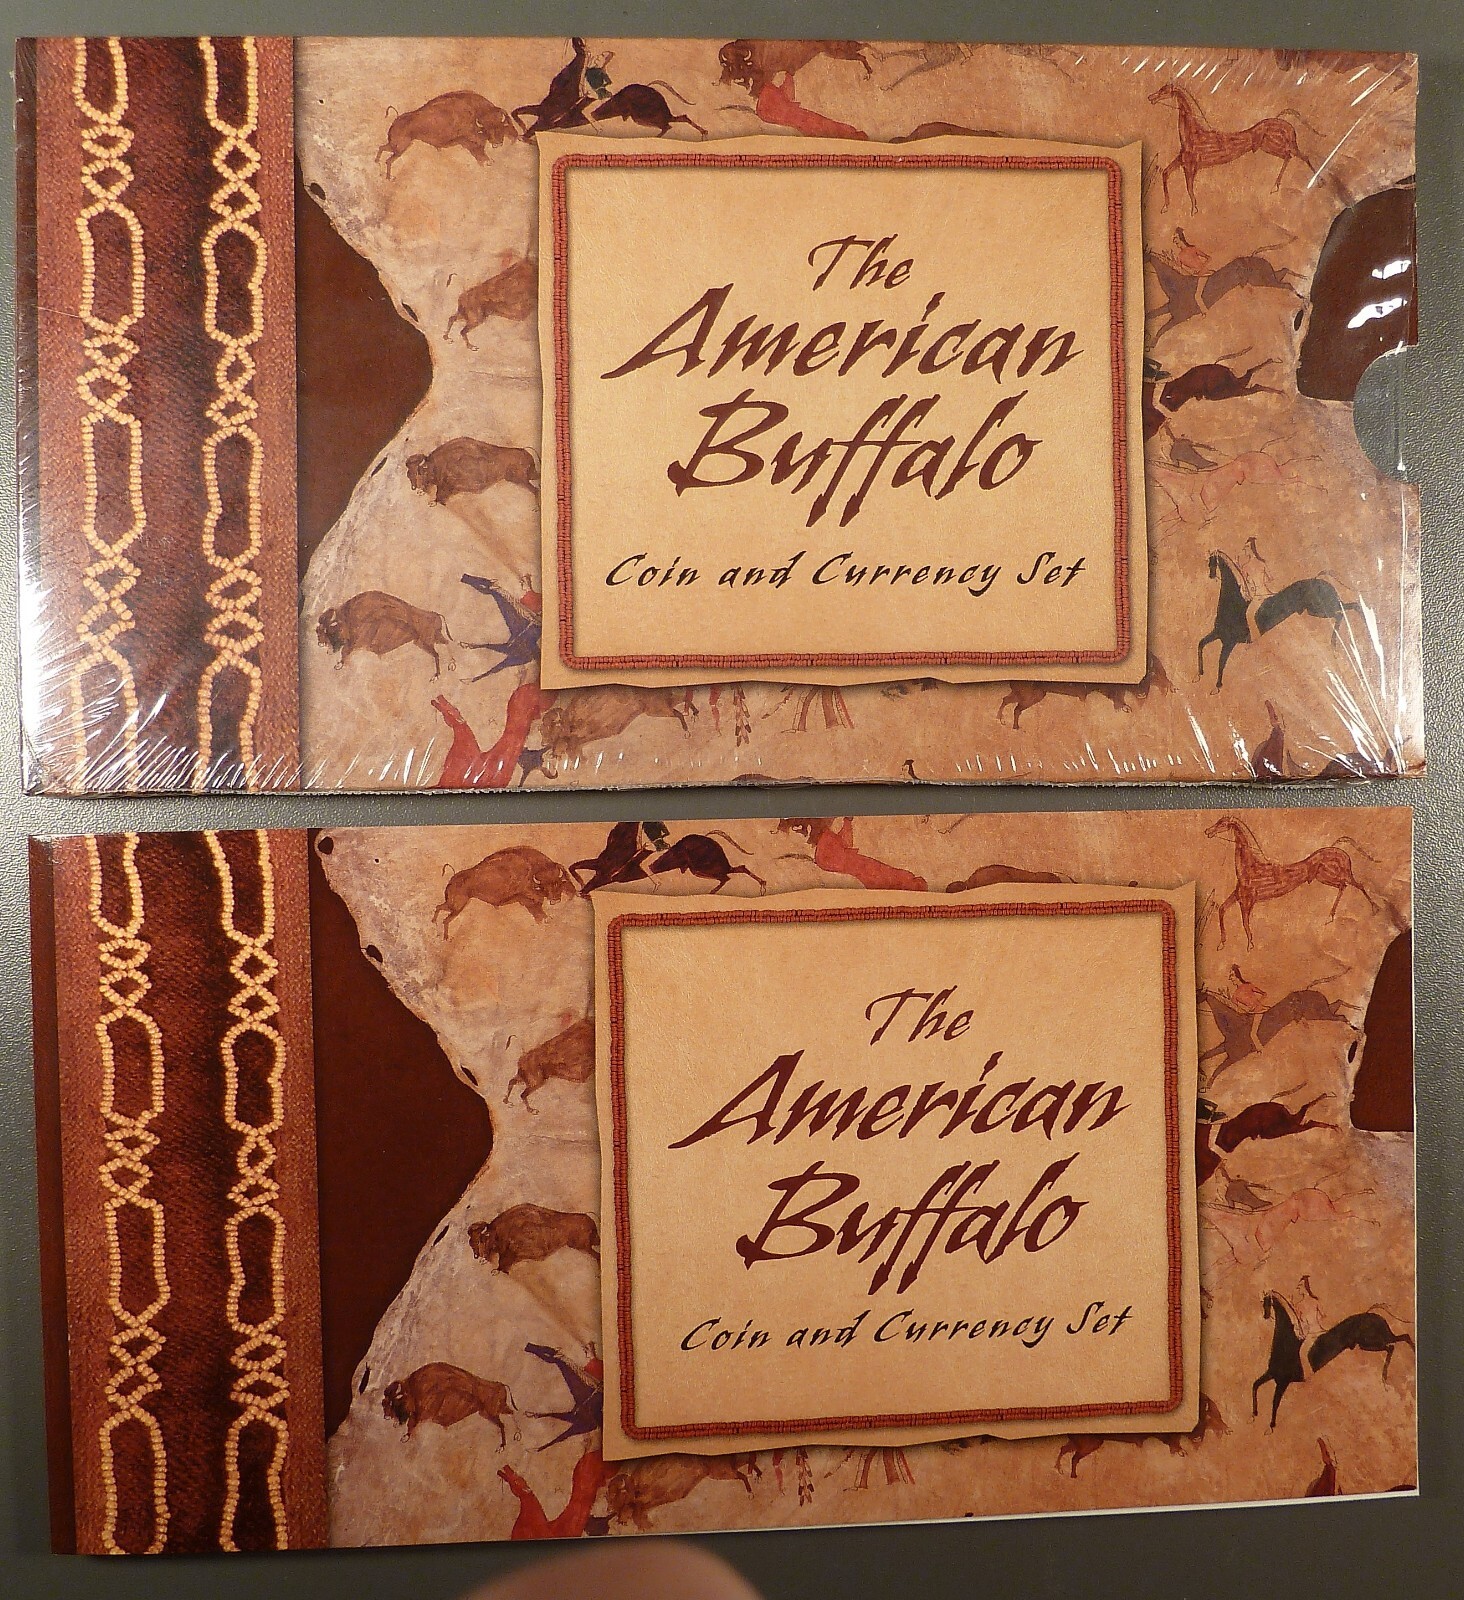 The
American
Buffalo
Coin and Currency Set
The
American
Buffalo
Coin and Currency Set